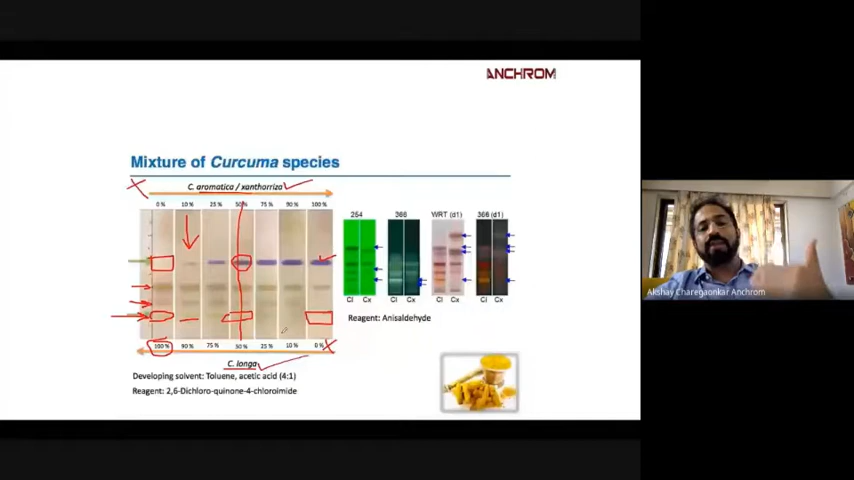 ANCHROM
Mixture of Curcuma species
C. aromatica / xanthorriza
0 % 10 % 25 % 50 % 75 % 90 % 100 %
254 366 WRT (d1) 366 (d1)
Cl Cx Cl Cx Cl Cx Cl Cx
Reagent: Anisaldehyde
100 % 90 % 75 % 50 % 25 % 10 % 0 %
C. longa
Developing solvent: Toluene, acetic acid (4:1)
Reagent: 2,6-Dichloro-quinone-4-chloroimide
Akshay Charegaonkar Anchrom